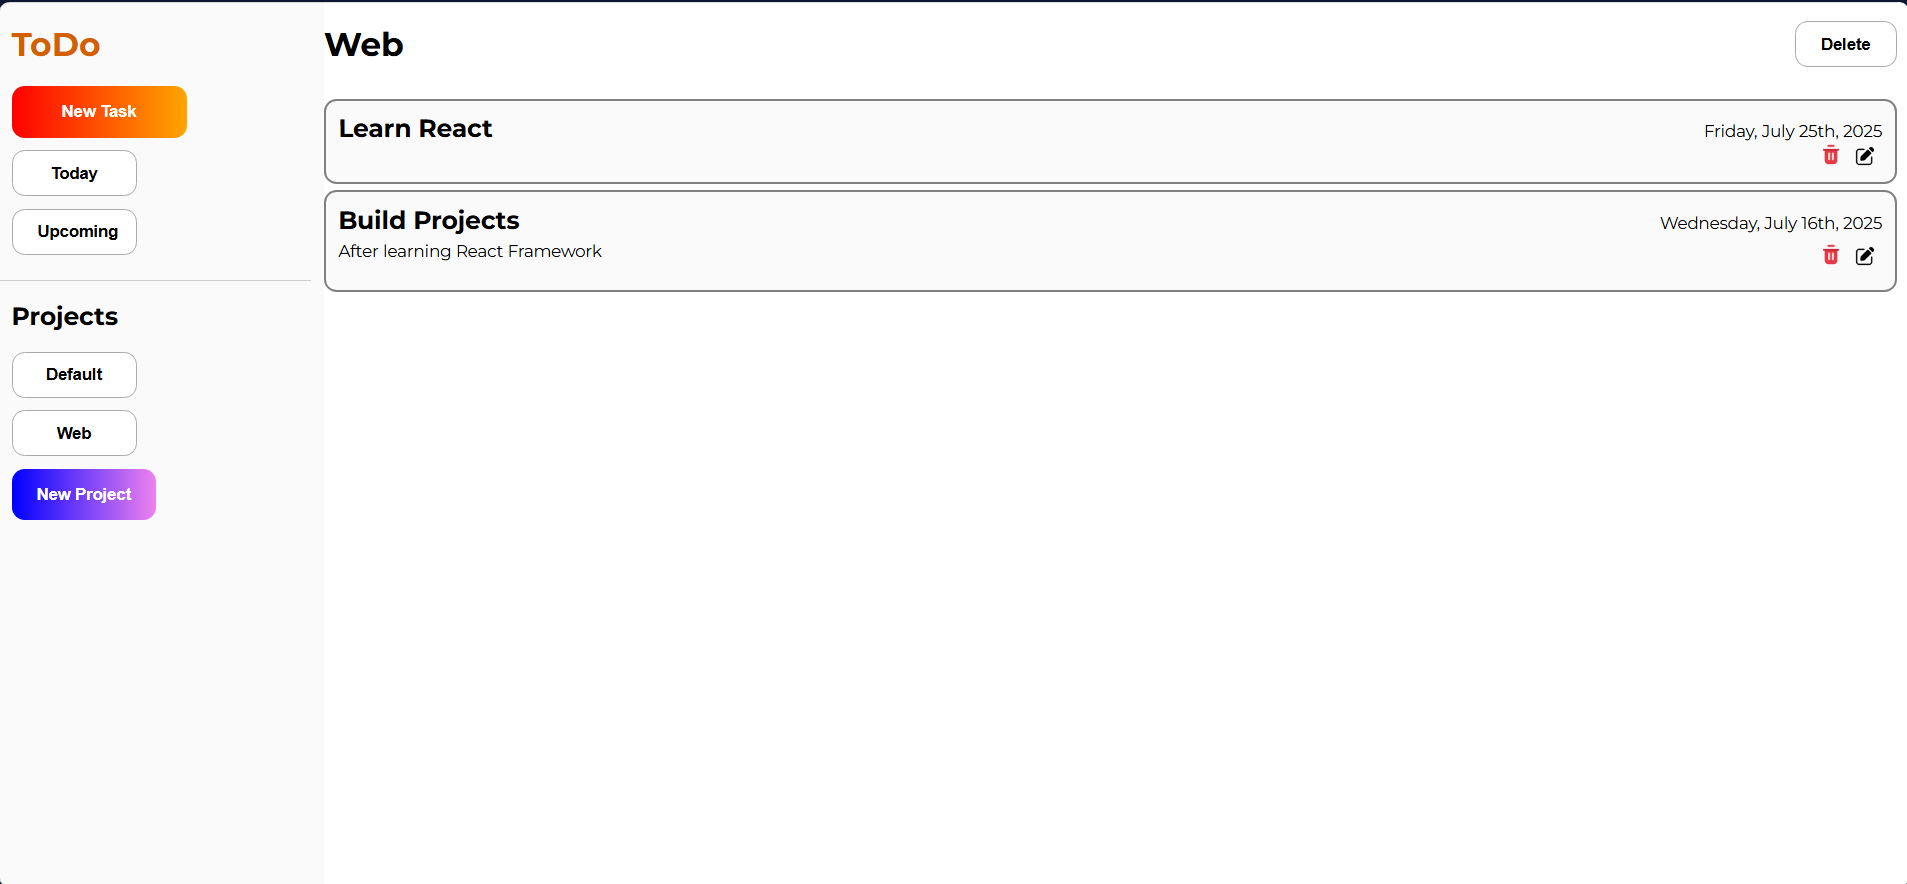 ToDo
New Task
Today
Upcoming
Projects
Default
Web
New Project
Web
Delete
Learn React
Friday, July 25th, 2025
Build Projects
Wednesday, July 16th, 2025
After learning React Framework